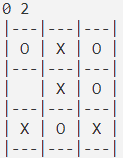 0 2
|---|---|---|
| O | X | O |
|---|---|---|
|   | X | O |
|---|---|---|
| X | O | X |
|---|---|---|